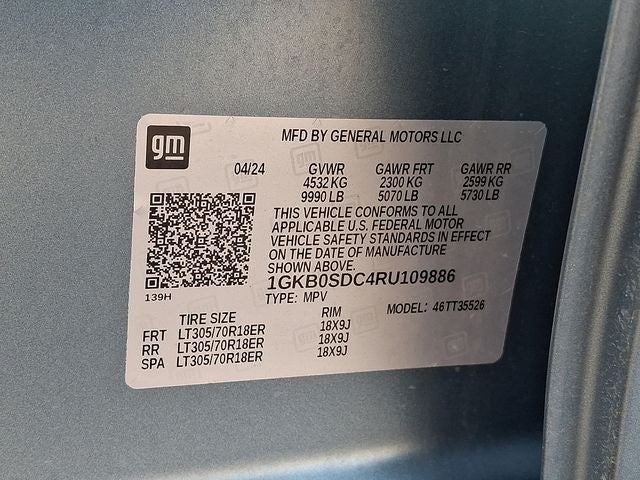 gm
MFD BY GENERAL MOTORS LLC
04/24 GVWR GAWR FRT GAWR RR
4532 KG 2300 KG 2599 KG
9990 LB 5070 LB 5730 LB
THIS VEHICLE CONFORMS TO ALL
APPLICABLE U.S. FEDERAL MOTOR
VEHICLE SAFETY STANDARDS IN EFFECT
ON THE DATE OF MANUFACTURE
SHOWN ABOVE.
1GKB0SDC4RU109886
139H
TYPE: MPV MODEL: 46TT35526
TIRE SIZE RIM
FRT LT305/70R18ER 18X9J
RR LT305/70R18ER 18X9J
SPA LT305/70R18ER 18X9J